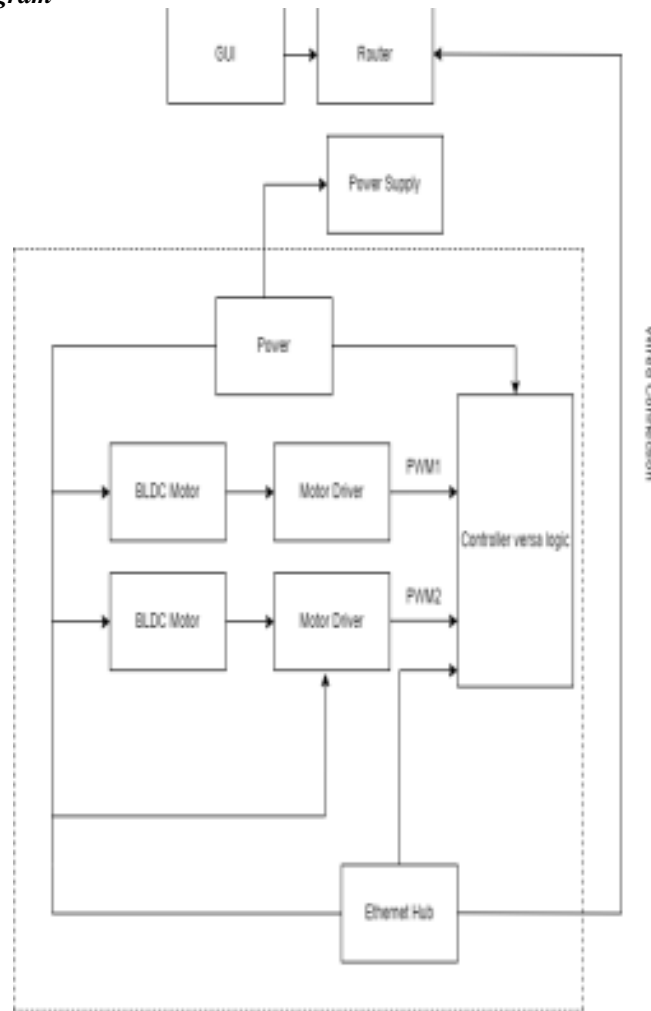 gram
GUI
Router
Power Supply
Power
Wired Connection
BLDC Motor
Motor Driver
PWM1
Controller versa logic
BLDC Motor
Motor Driver
PWM2
Ethernet Hub